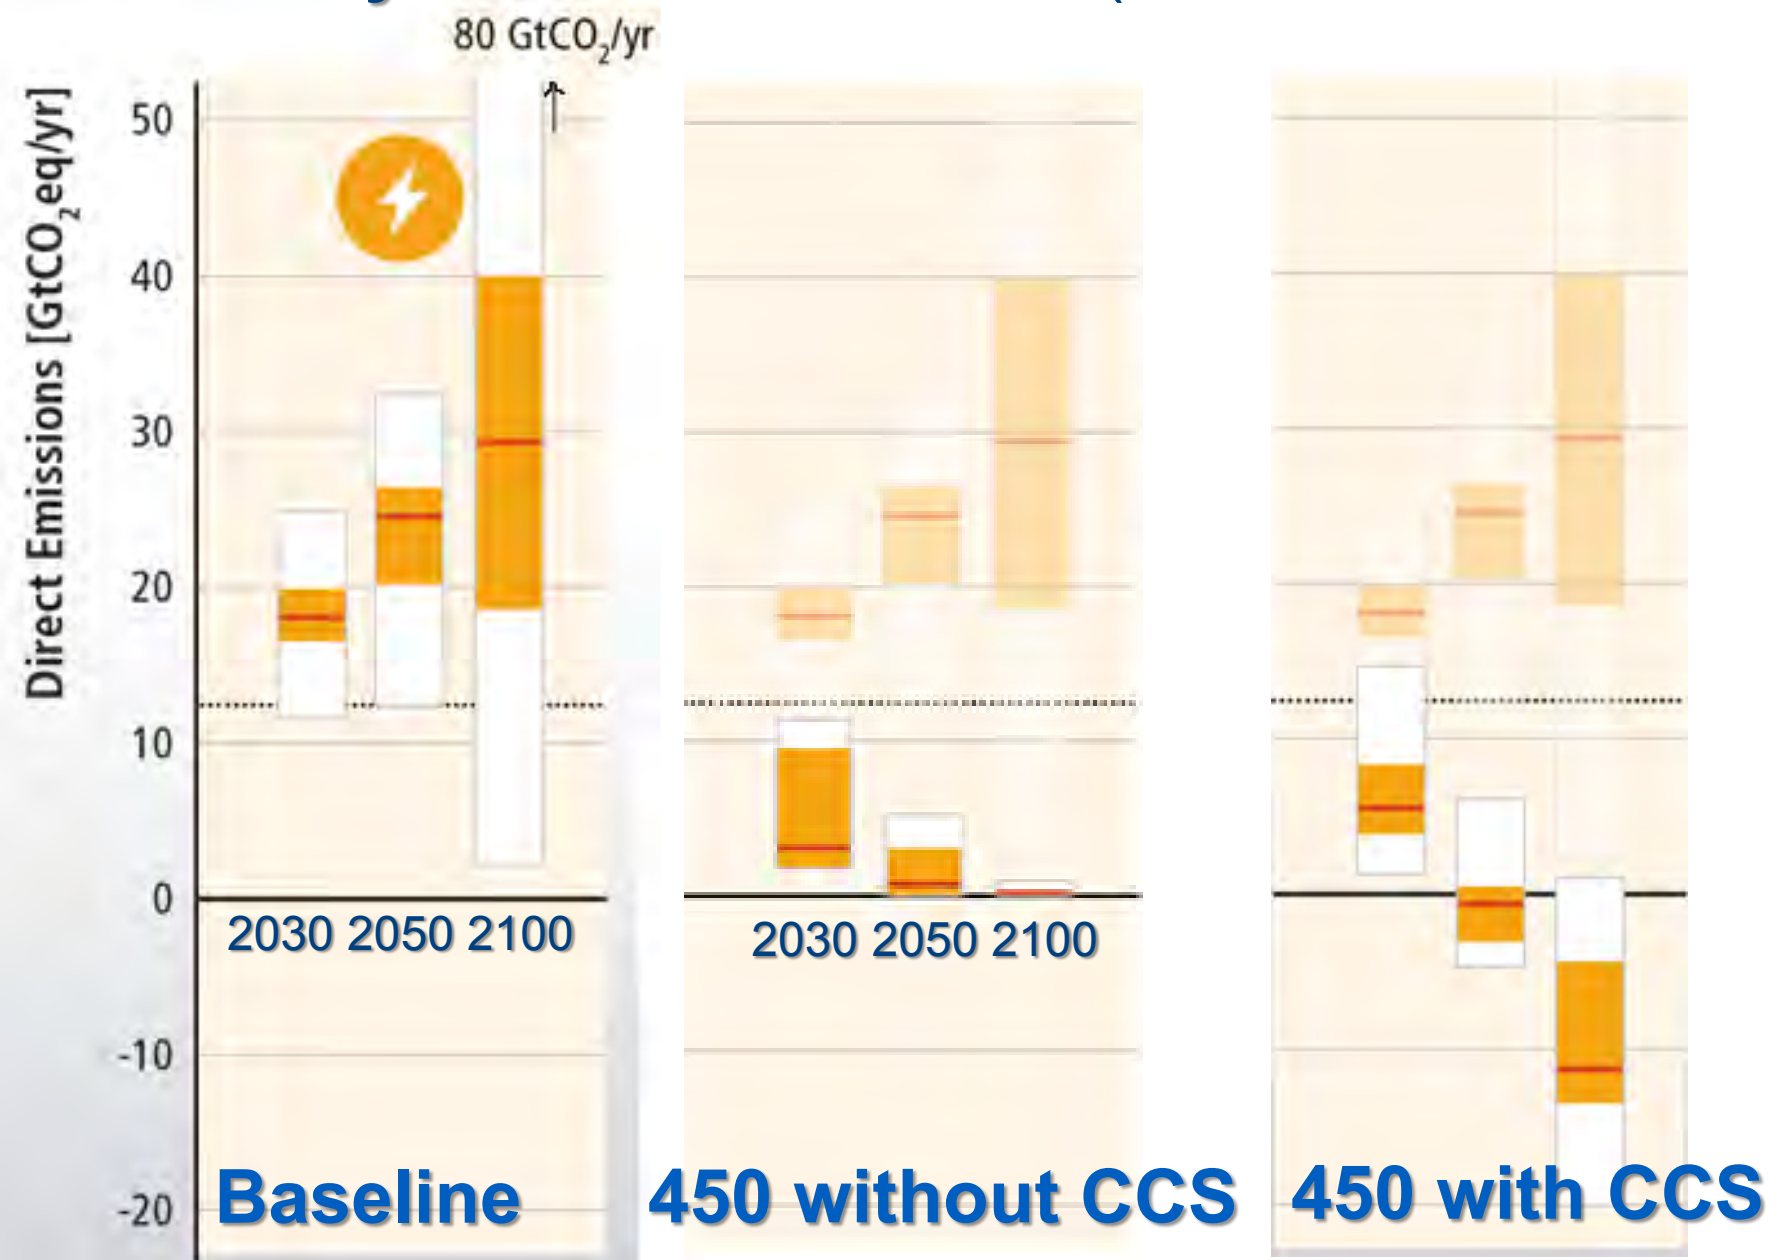 80 GtCO₂/yr
Direct Emissions [GtCO₂eq/yr]
50
40
30
20
10
0
-10
-20
2030 2050 2100
2030 2050 2100
Baseline
450 without CCS
450 with CCS